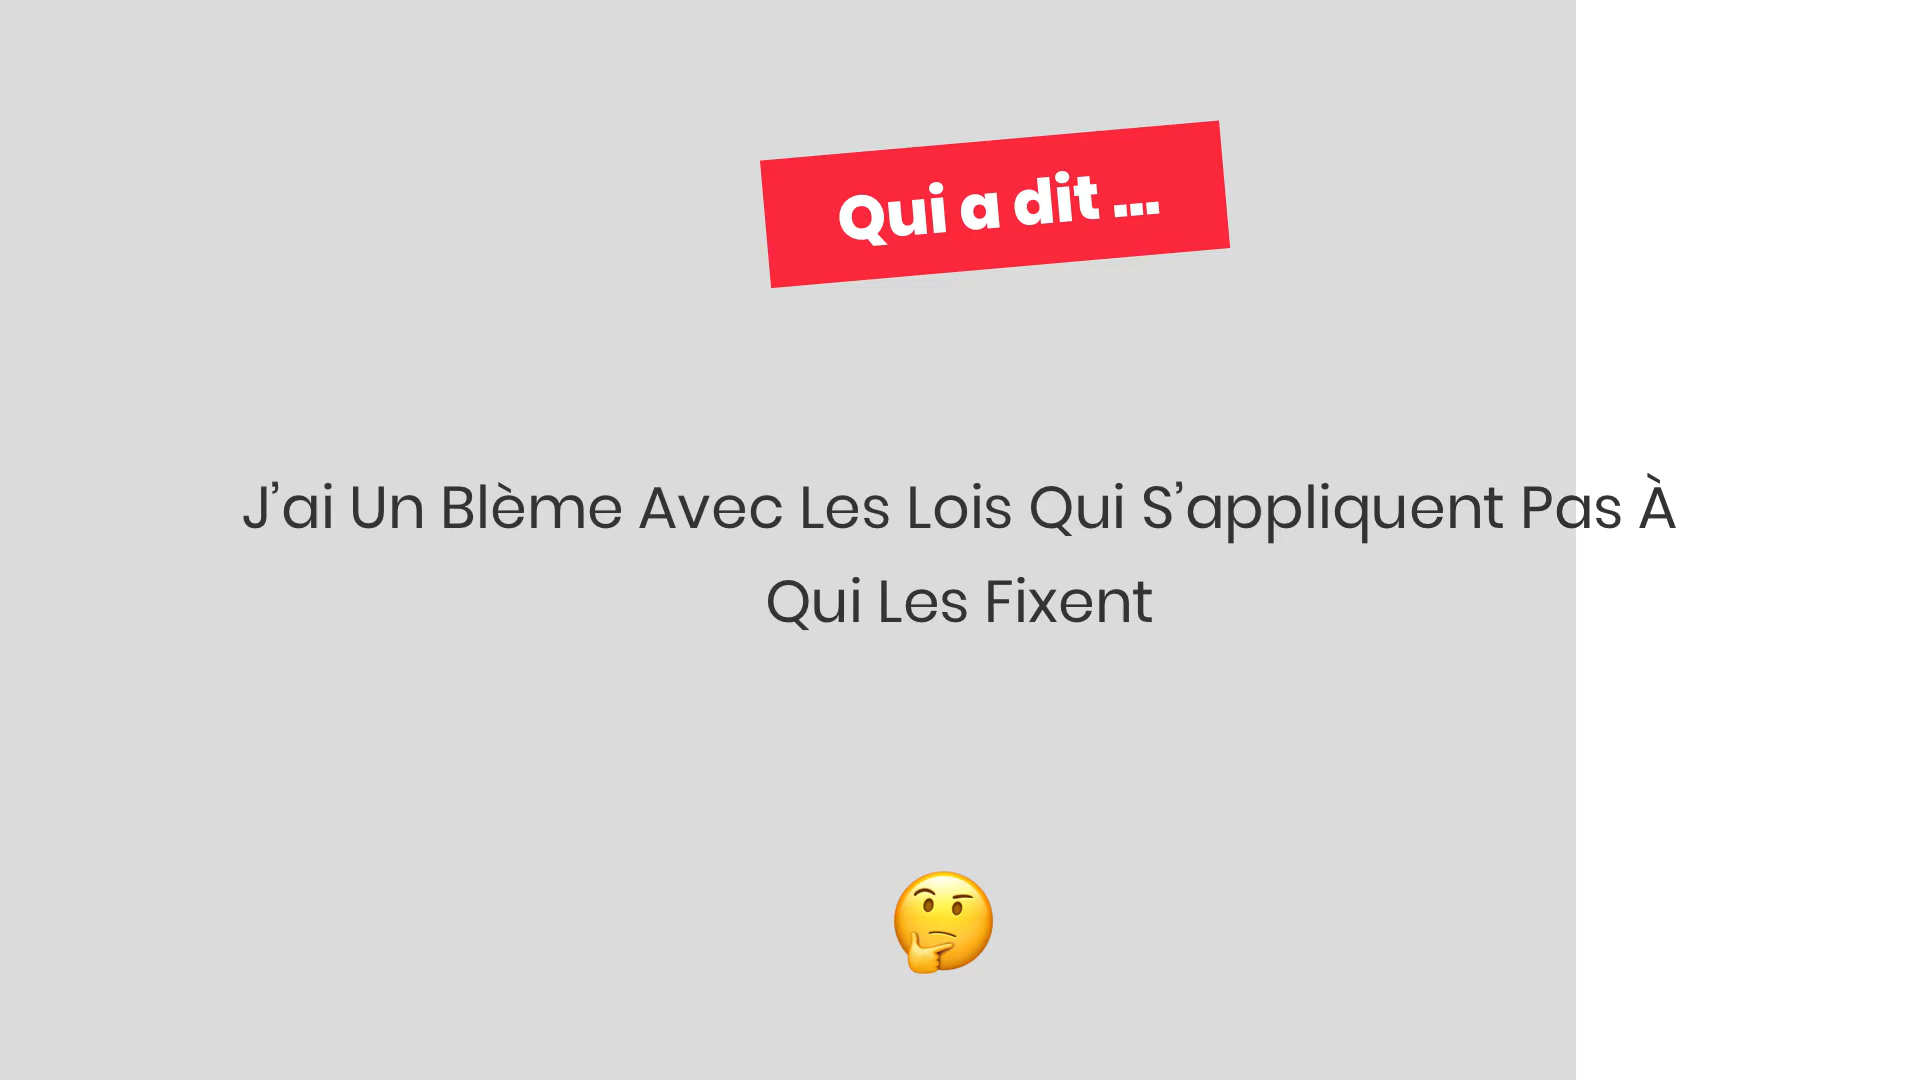 Qui a dit ...
J’ai Un Blème Avec Les Lois Qui S’appliquent Pas À
Qui Les Fixent